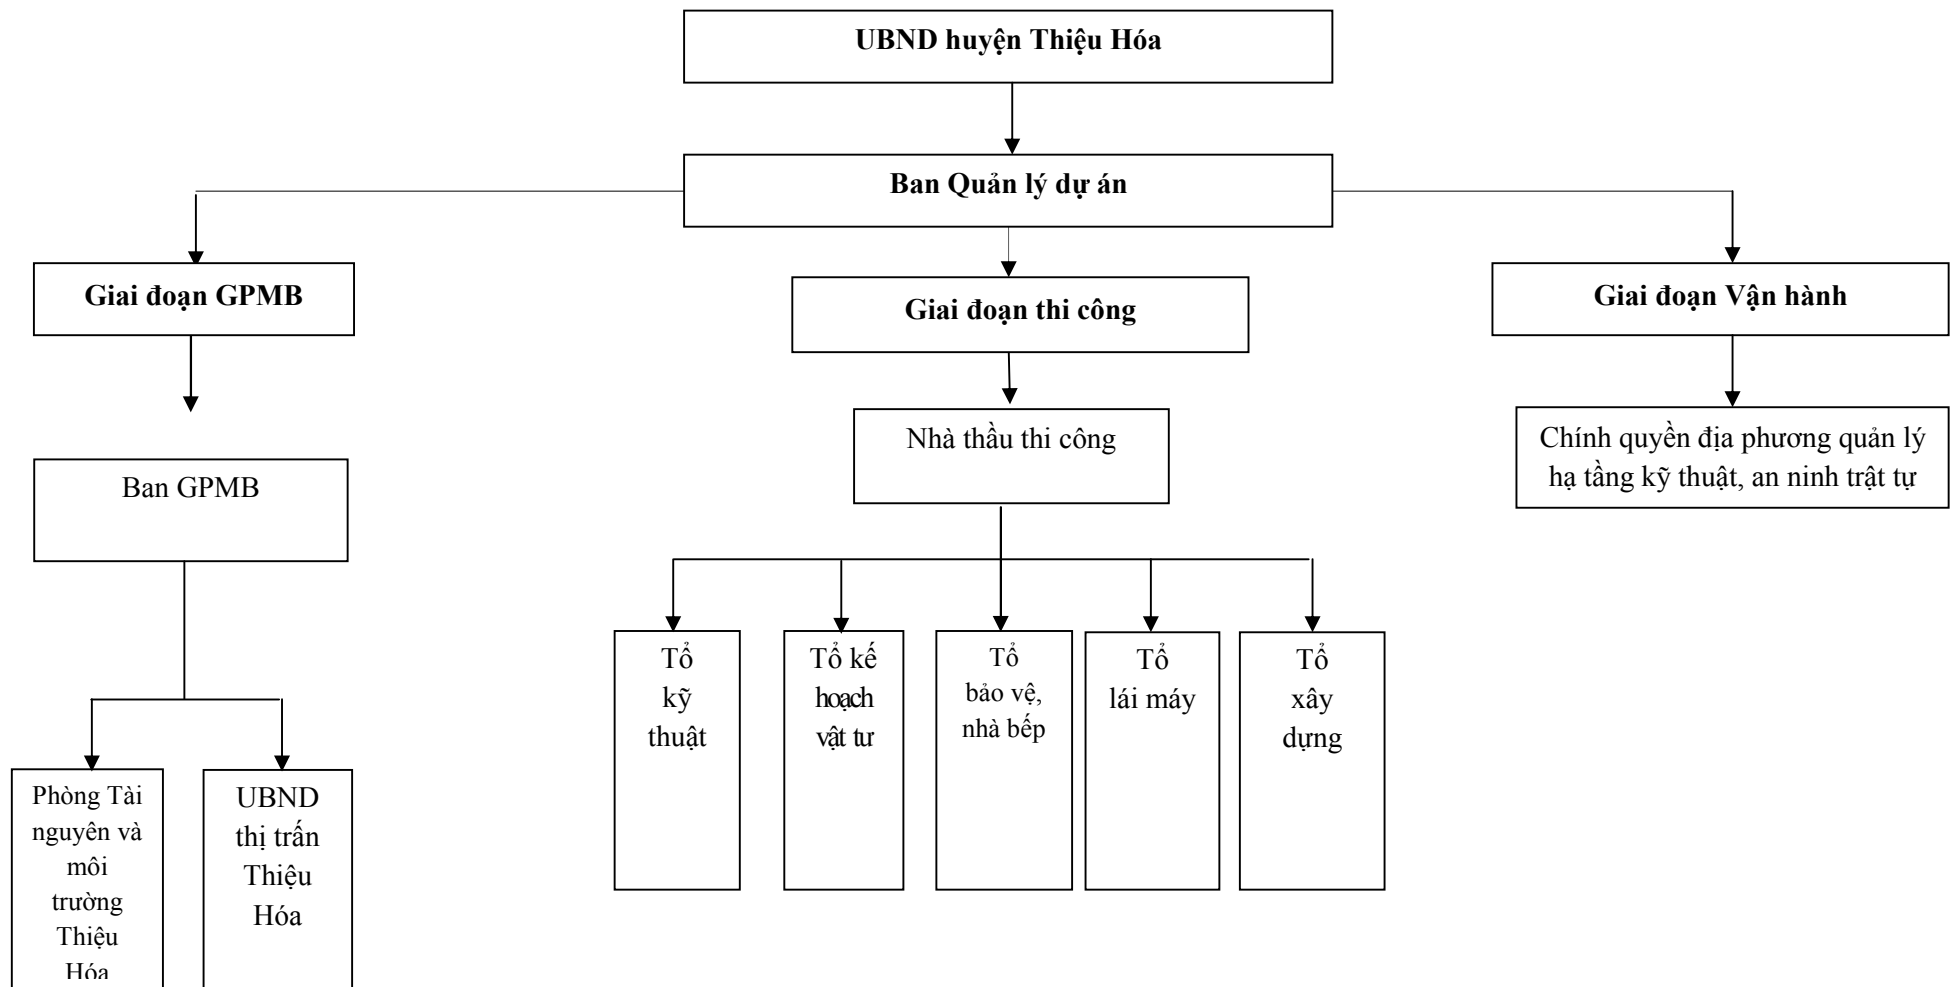 UBND huyện Thiệu Hóa
Ban Quản lý dự án
Giai đoạn GPMB
Giai đoạn thi công
Giai đoạn Vận hành
Ban GPMB
Nhà thầu thi công
Chính quyền địa phương quản lý
hạ tầng kỹ thuật, an ninh trật tự
Tổ
kỹ
thuật
Tổ kế
hoạch
vật tư
Tổ
bảo vệ,
nhà bếp
Tổ
lái máy
Tổ
xây
dựng
Phòng Tài
nguyên và
môi
trường
Thiệu
Hóa
UBND
thị trấn
Thiệu
Hóa